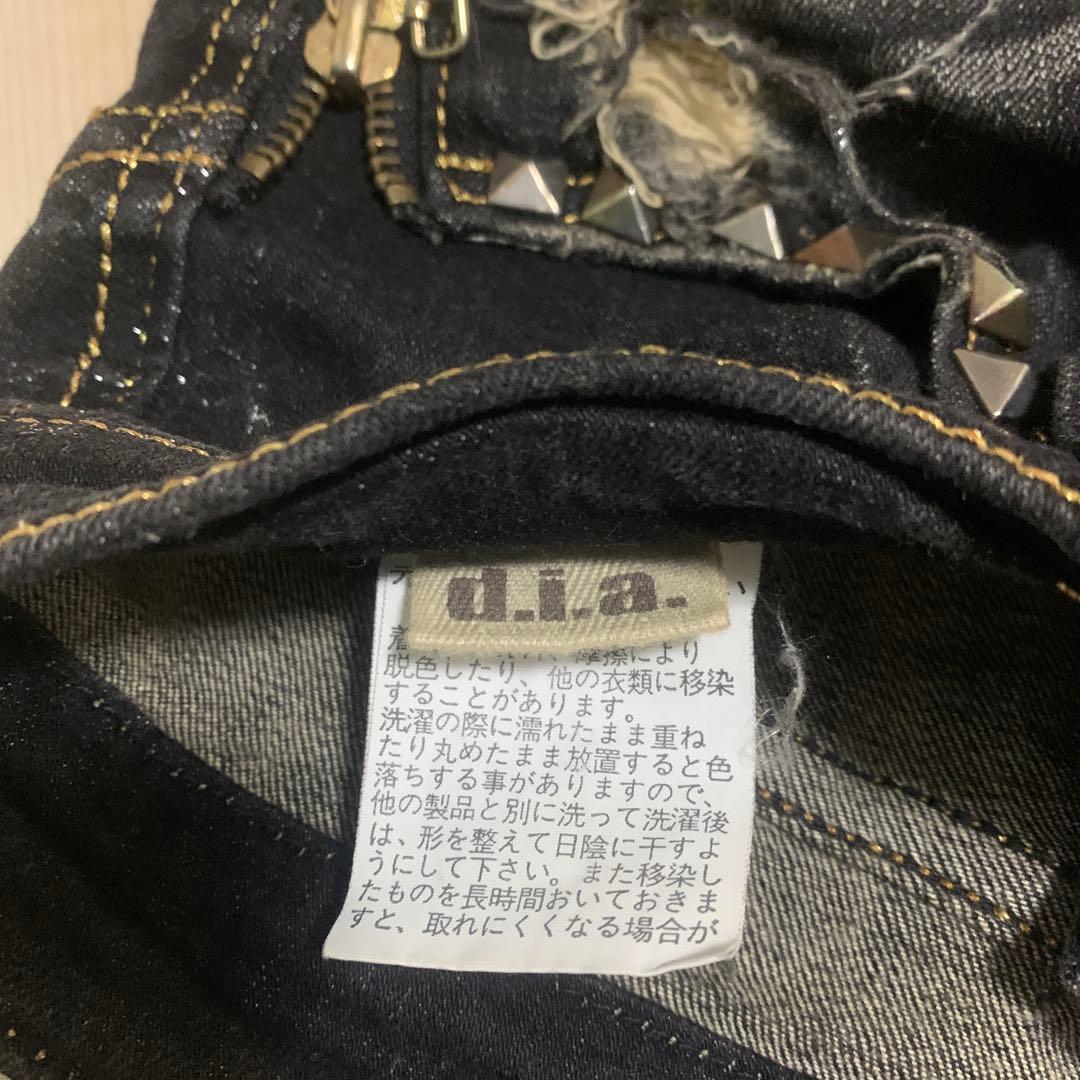 d.i.a.
摩擦により
脱色したり、他の衣類に移染
することがあります。
洗濯の際に濡れたまま重ね
たり丸めたまま放置すると色
落ちする事がありますので、
他の製品と別に洗って洗濯後
は、形を整えて日陰に干すよ
うにして下さい。また移染し
たものを長時間おいておきま
すと、取れにくくなる場合が